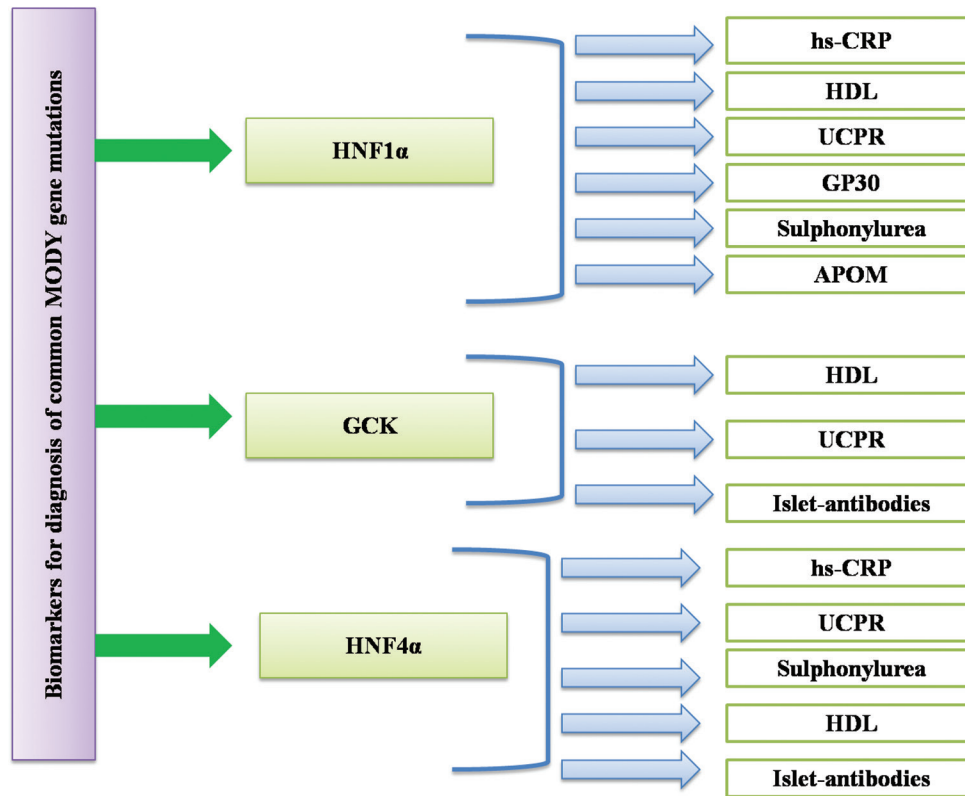 Biomarkers for diagnosis of common MODY gene mutations
HNF1α
hs-CRP
HDL
UCPR
GP30
Sulphonylurea
APOM
GCK
HDL
UCPR
Islet-antibodies
HNF4α
hs-CRP
UCPR
Sulphonylurea
HDL
Islet-antibodies